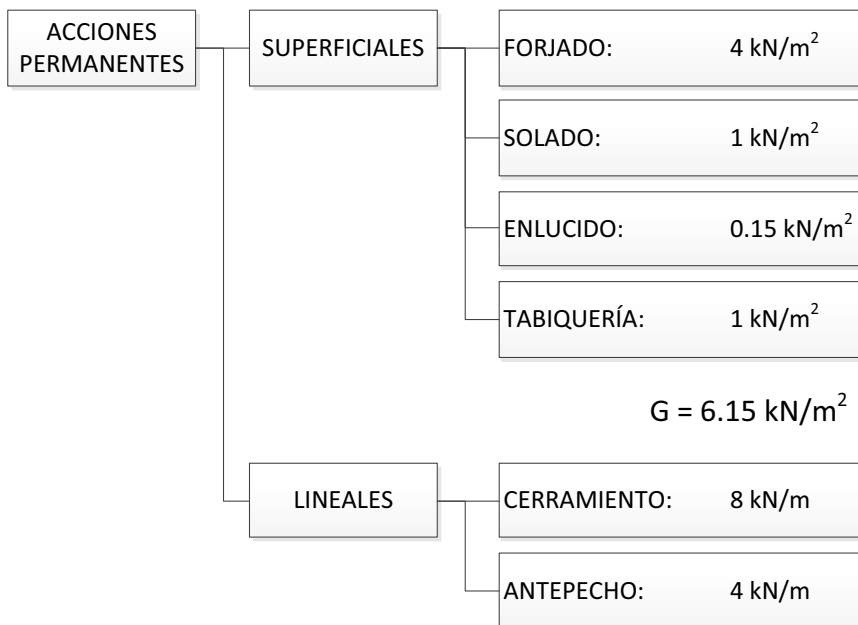 ACCIONES
PERMANENTES
SUPERFICIALES
FORJADO: 4 kN/m²
SOLADO: 1 kN/m²
ENLUCIDO: 0.15 kN/m²
TABIQUERÍA: 1 kN/m²
G = 6.15 kN/m²
LINEALES
CERRAMIENTO: 8 kN/m
ANTEPECHO: 4 kN/m